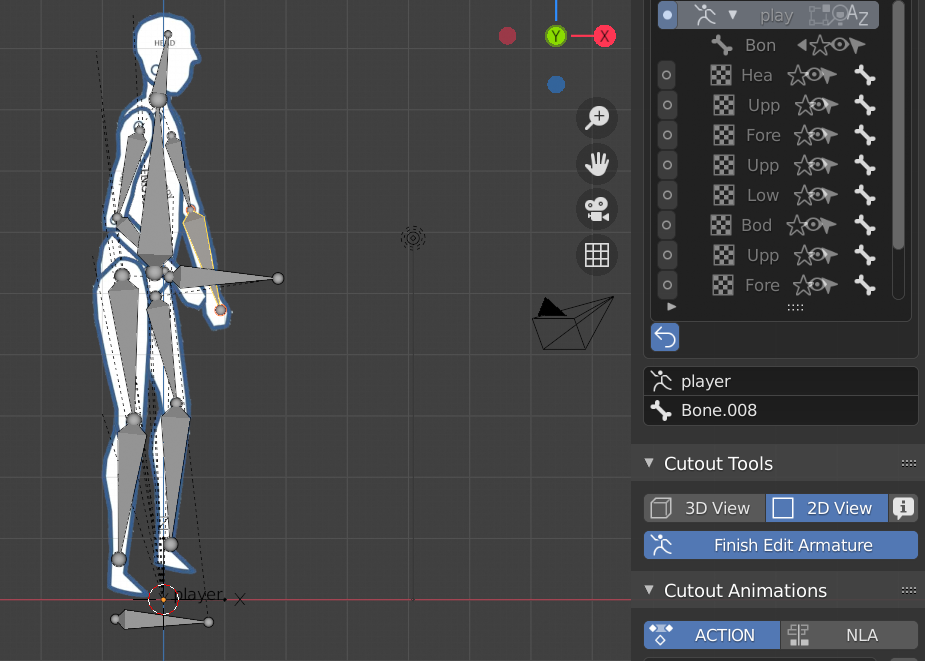 play
Z
Y
X
Bon
HEAD
Hea
Upp
Fore
Upp
Low
Bod
Upp
Fore
player
Bone.008
Cutout Tools
3D View
2D View
Finish Edit Armature
Cutout Animations
player
X
ACTION
NLA